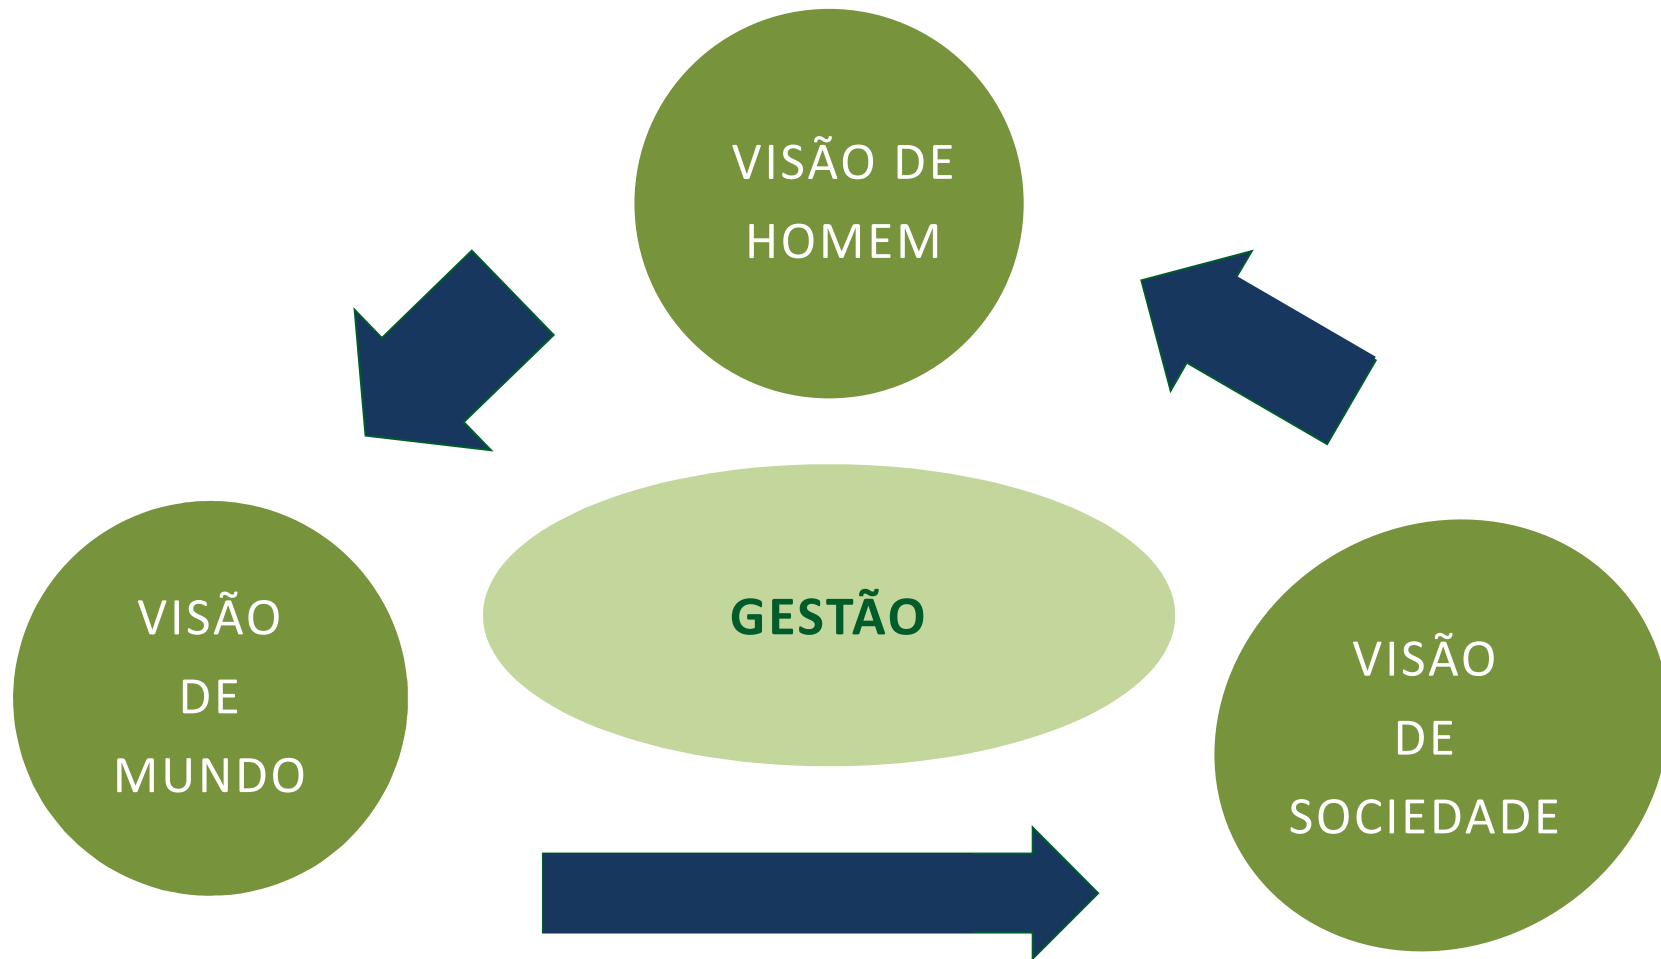 VISÃO DE
HOMEM
GESTÃO
VISÃO
DE
MUNDO
VISÃO
DE
SOCIEDADE